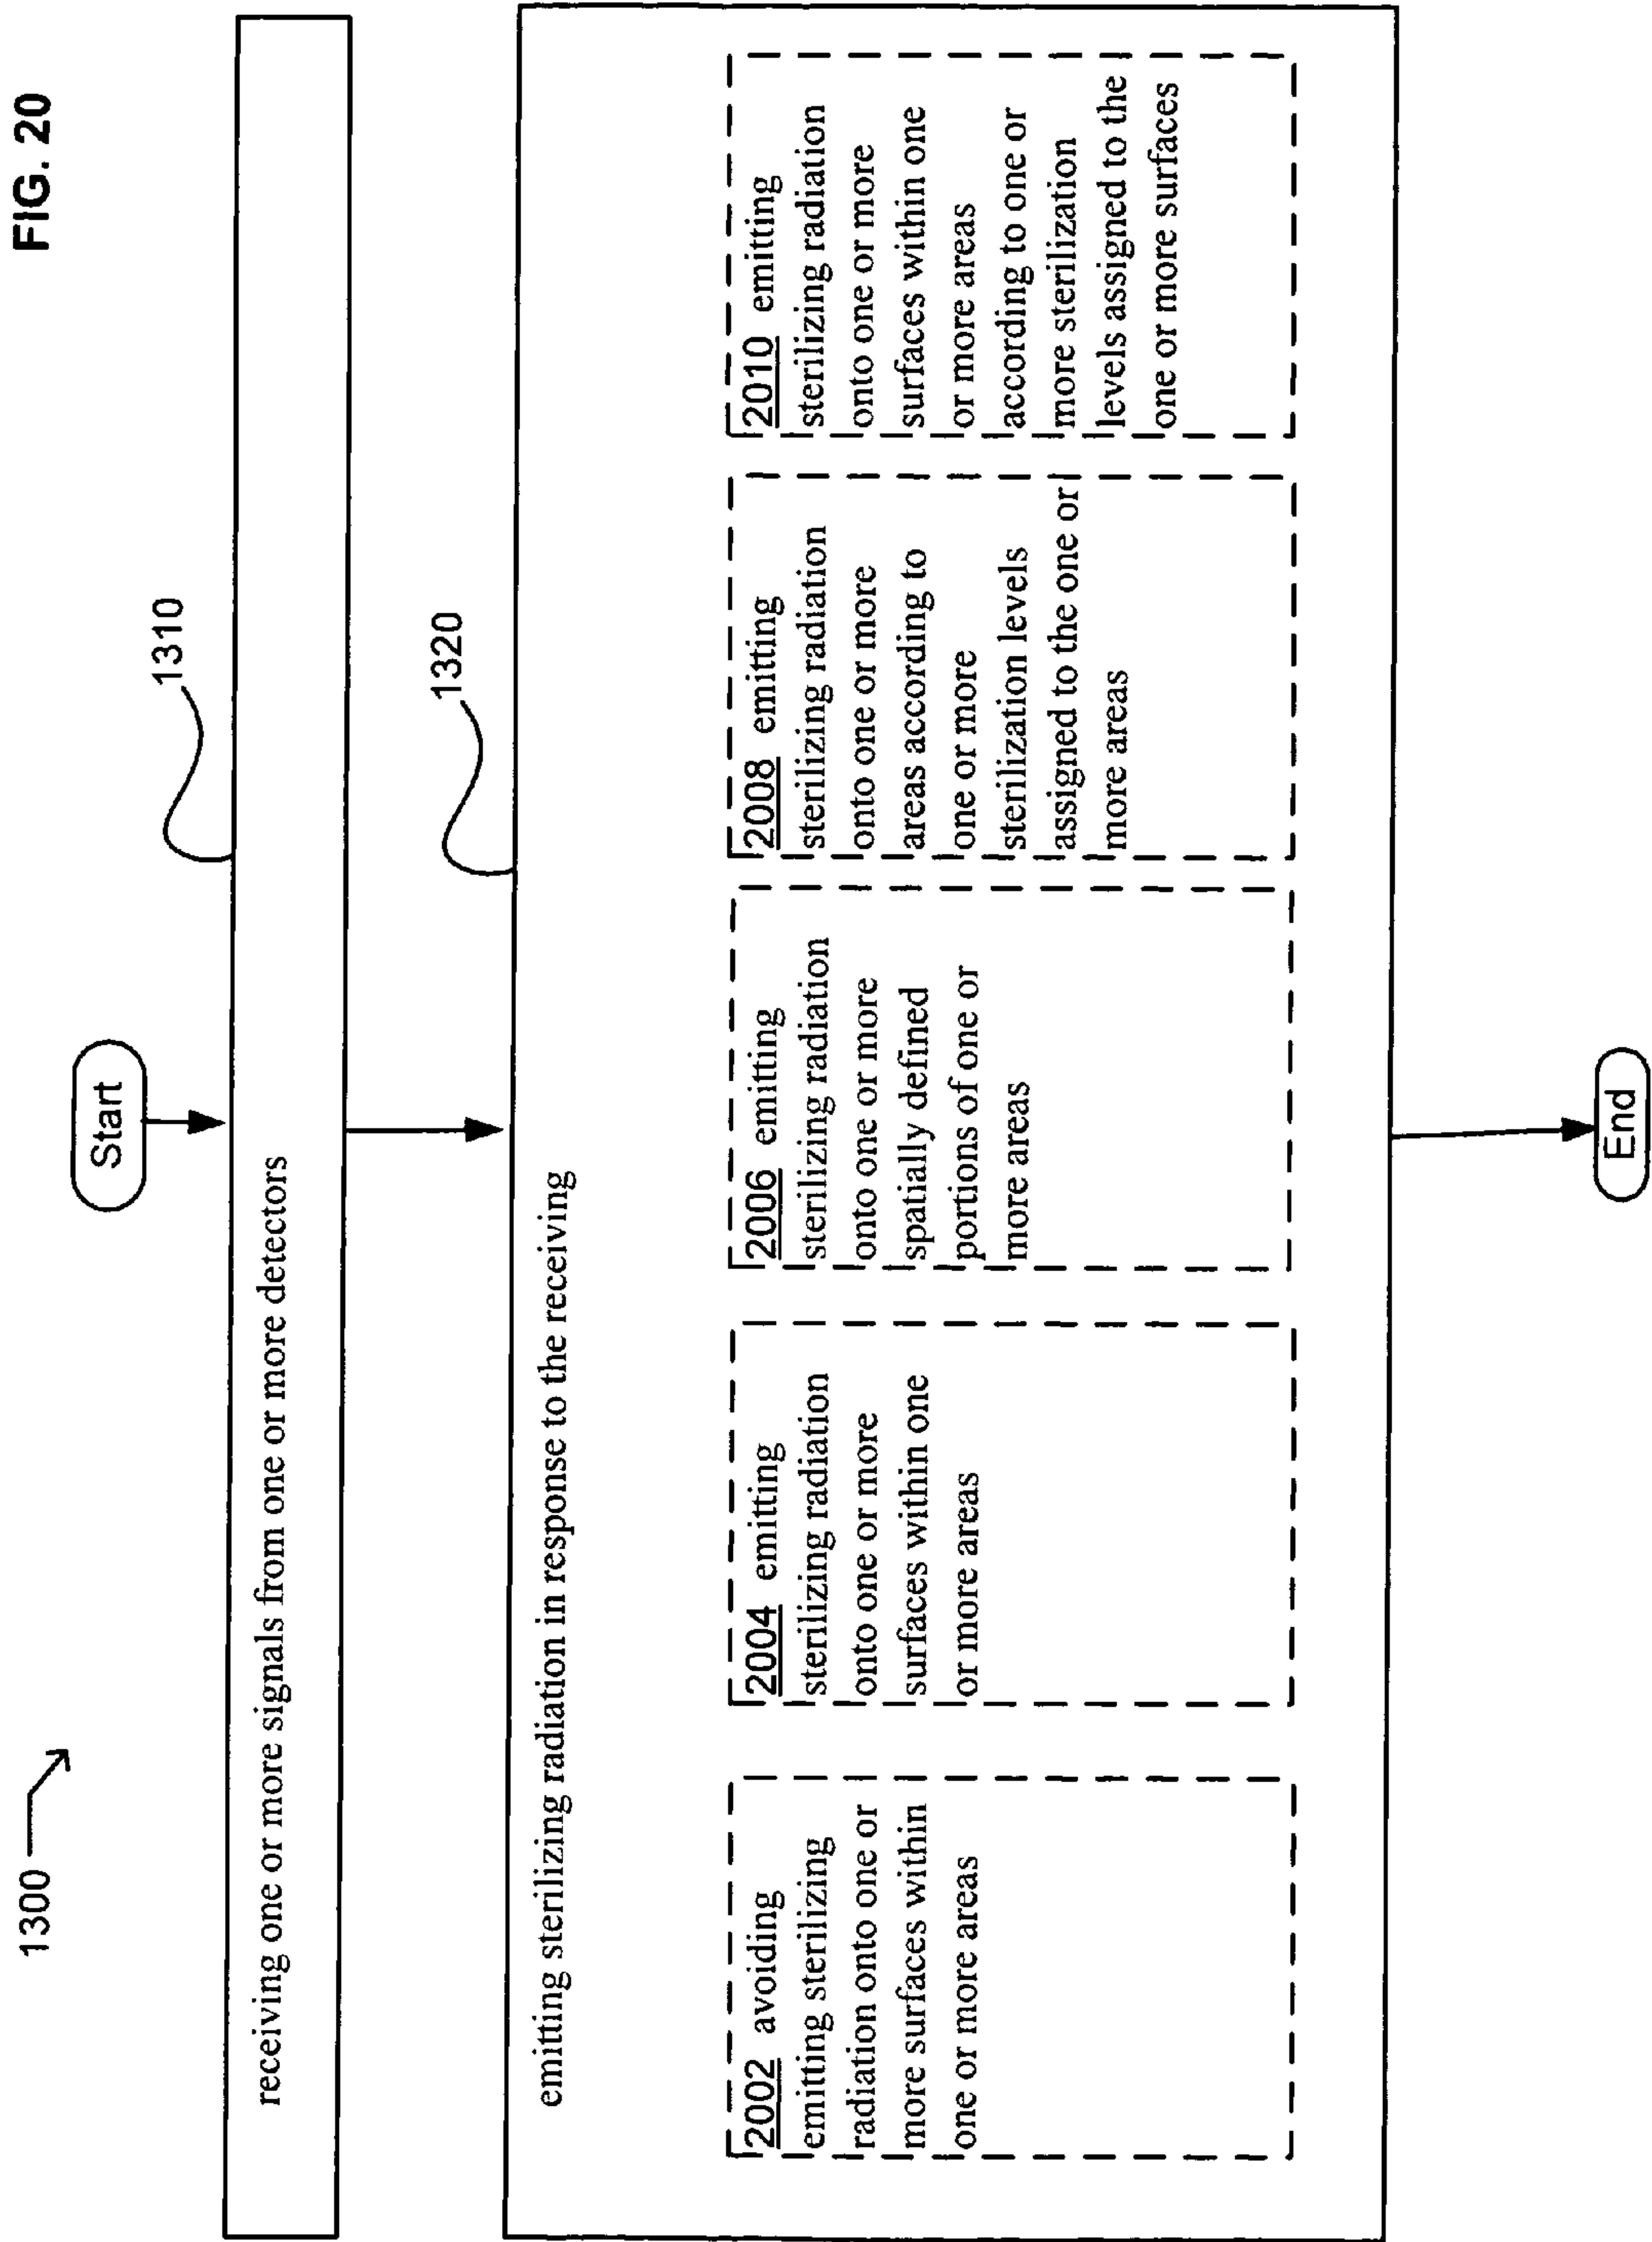 FIG. 20
1300
Start
1310
receiving one or more signals from one or more detectors
1320
emitting sterilizing radiation in response to the receiving
2002 avoiding
emitting sterilizing
radiation onto one or
more surfaces within
one or more areas
2004 emitting
sterilizing radiation
onto one or more
surfaces within one
or more areas
2006 emitting
sterilizing radiation
onto one or more
spatially defined
portions of one or
more areas
2008 emitting
sterilizing radiation
onto one or more
areas according to
one or more
sterilization levels
assigned to the one or
more areas
2010 emitting
sterilizing radiation
onto one or more
surfaces within one
or more areas
according to one or
more sterilization
levels assigned to the
one or more surfaces
End